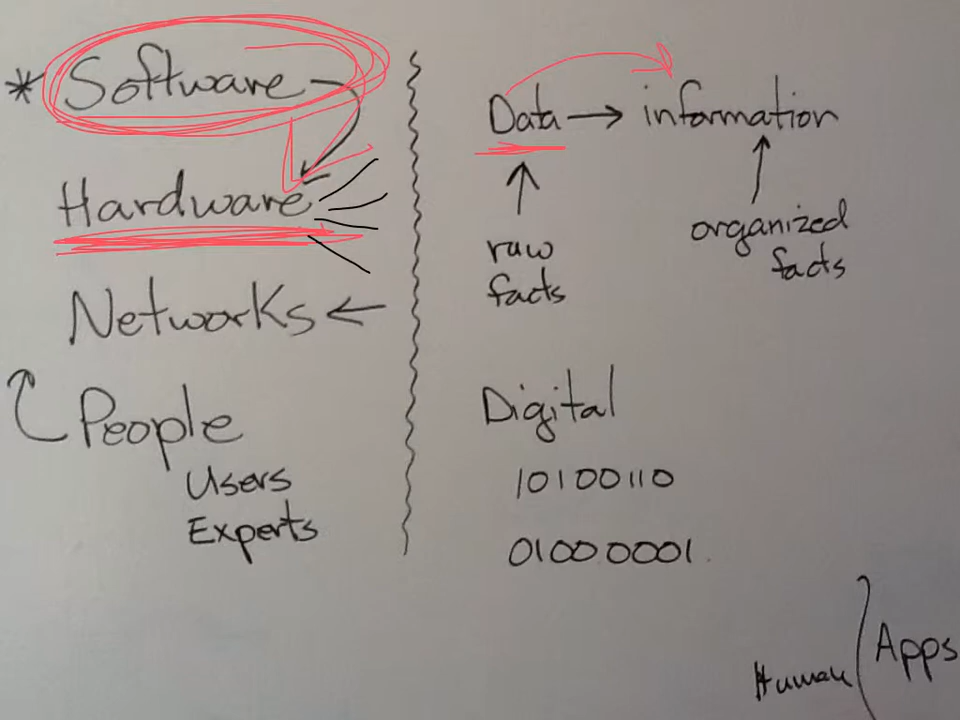 * Software
Hardware
Networks ←
People
Users
Experts
Data → information
raw
facts
organized
facts
Digital
10100110
01000001
Human
Apps